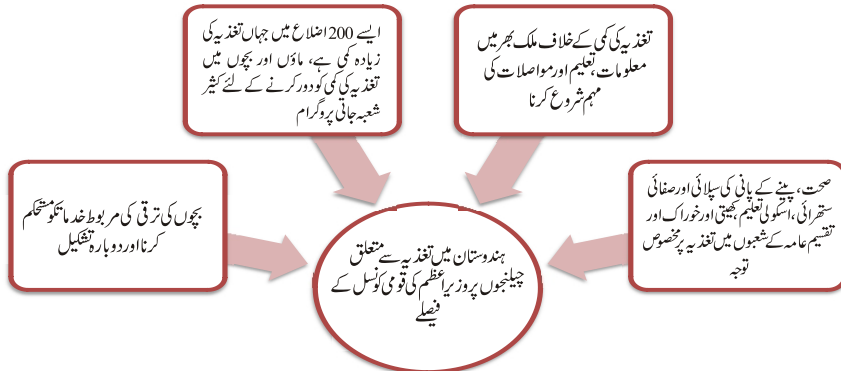 تغذیہ کی کمی کے خلاف ملک بھر میں
معلومات، تعلیم اور مواصلات کی
مہم شروع کرنا
ایسے 200 اضلاع میں جہاں تغذیہ کی
زیادہ کمی ہے، ماؤں اور بچوں میں
تغذیہ کی کمی کو دور کرنے کے لئے کثیر
شعبہ جاتی پروگرام
صحت، پینے کے پانی کی سپلائی اور صفائی
ستھرائی، اسکولی تعلیم، کھیتی اور خوراک اور
تقسیم عامہ کے شعبوں میں تغذیہ پر مخصوص
توجہ
بچوں کی ترقی کی مربوط خدماتکو مستحکم
کرنا اور دوبارہ تشکیل
ہندوستان میں تغذیہ سے متعلق
چیلنجوں پر وزیر اعظم کی قومی کونسل کے
فیصلے